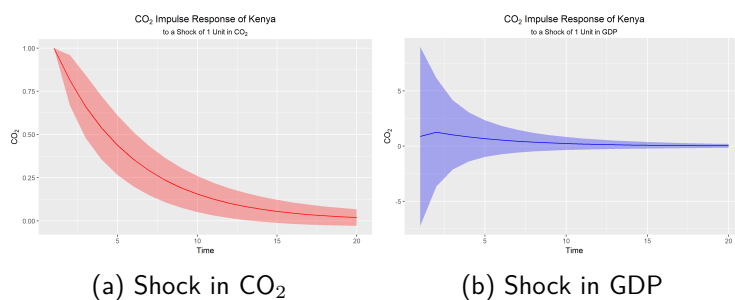 CO₂ Impulse Response of Kenya
to a Shock of 1 Unit in CO₂
1.00
0.75
0.50
0.25
0.00
CO₂
5
10
15
20
Time
(a) Shock in CO₂
CO₂ Impulse Response of Kenya
to a Shock of 1 Unit in GDP
5
0
-5
CO₂
5
10
15
20
Time
(b) Shock in GDP